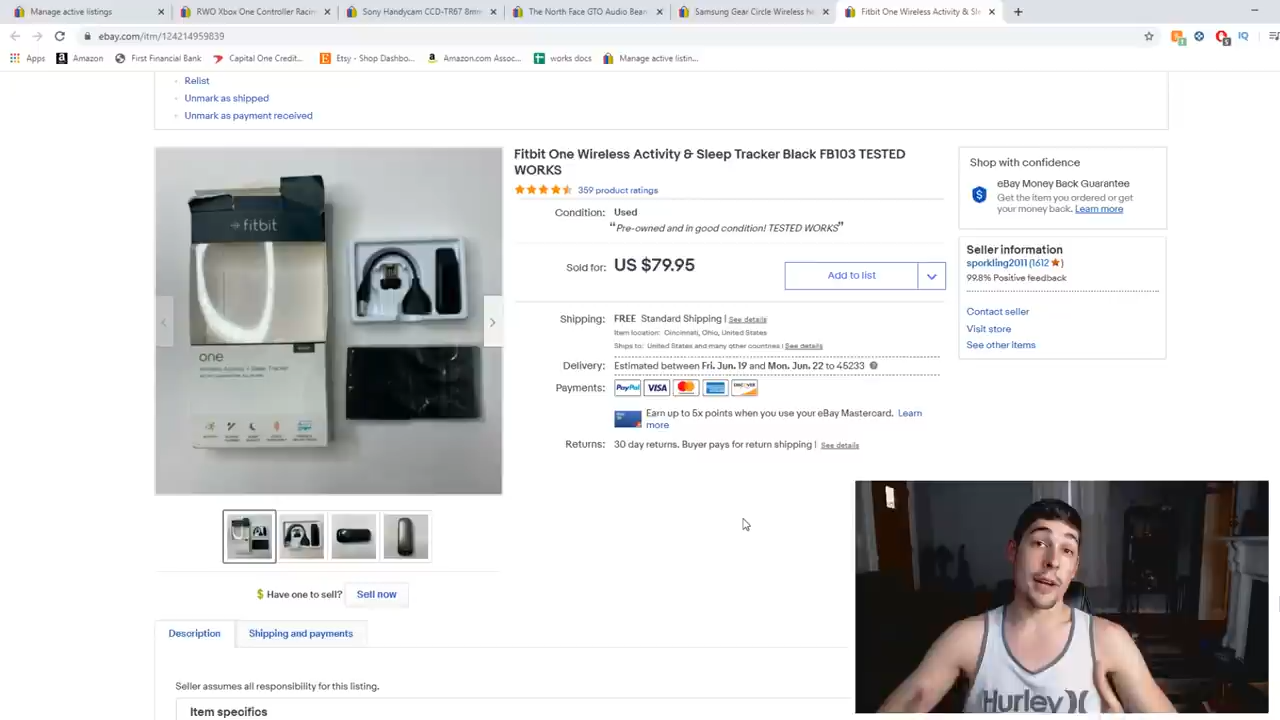 Manage active listings
RWO Xbox One Controller Racin
Sony Handycam CCD-TR67 8mm
The North Face GTO Audio Bean
Samsung Gear Circle Wireless he
Fitbit One Wireless Activity & Sle
ebay.com/itm/124214959839
Apps
Amazon
First Financial Bank
Capital One Credit...
Etsy - Shop Dashbo...
Amazon.com Assoc...
works docs
Manage active listin...
Relist
Unmark as shipped
Unmark as payment received
Fitbit One Wireless Activity & Sleep Tracker Black FB103 TESTED
WORKS
359 product ratings
Condition: Used
"Pre-owned and in good condition! TESTED WORKS"
Sold for: US $79.95
Add to list
Shipping: FREE Standard Shipping | See details
Item location: Cincinnati, Ohio, United States
Ships to: United States and many other countries | See details
Delivery: Estimated between Fri. Jun. 19 and Mon. Jun. 22 to 45233
Payments: PayPal VISA DISCOVER
Earn up to 5x points when you use your eBay Mastercard. Learn
more
Returns: 30 day returns. Buyer pays for return shipping | See details
Shop with confidence
eBay Money Back Guarantee
Get the item you ordered or get
your money back. Learn more
Seller information
sporkling2011 (1612)
99.8% Positive feedback
Contact seller
Visit store
See other items
fitbit
one
Wireless Activity + Sleep Tracker
$ Have one to sell? Sell now
Description
Shipping and payments
Seller assumes all responsibility for this listing.
Item specifics
Hurley